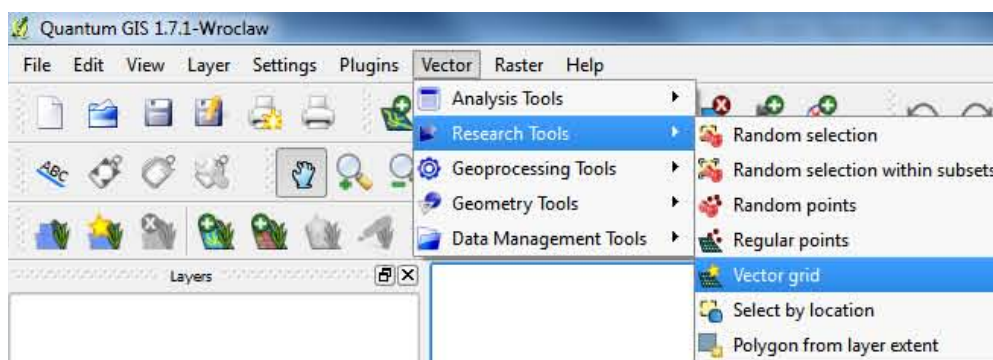 Quantum GIS 1.7.1-Wroclaw
File Edit View Layer Settings Plugins Vector Raster Help
Analysis Tools
Research Tools
Geoprocessing Tools
Geometry Tools
Data Management Tools
Random selection
Random selection within subsets
Random points
Regular points
Vector grid
Select by location
Polygon from layer extent
ABC
Layers